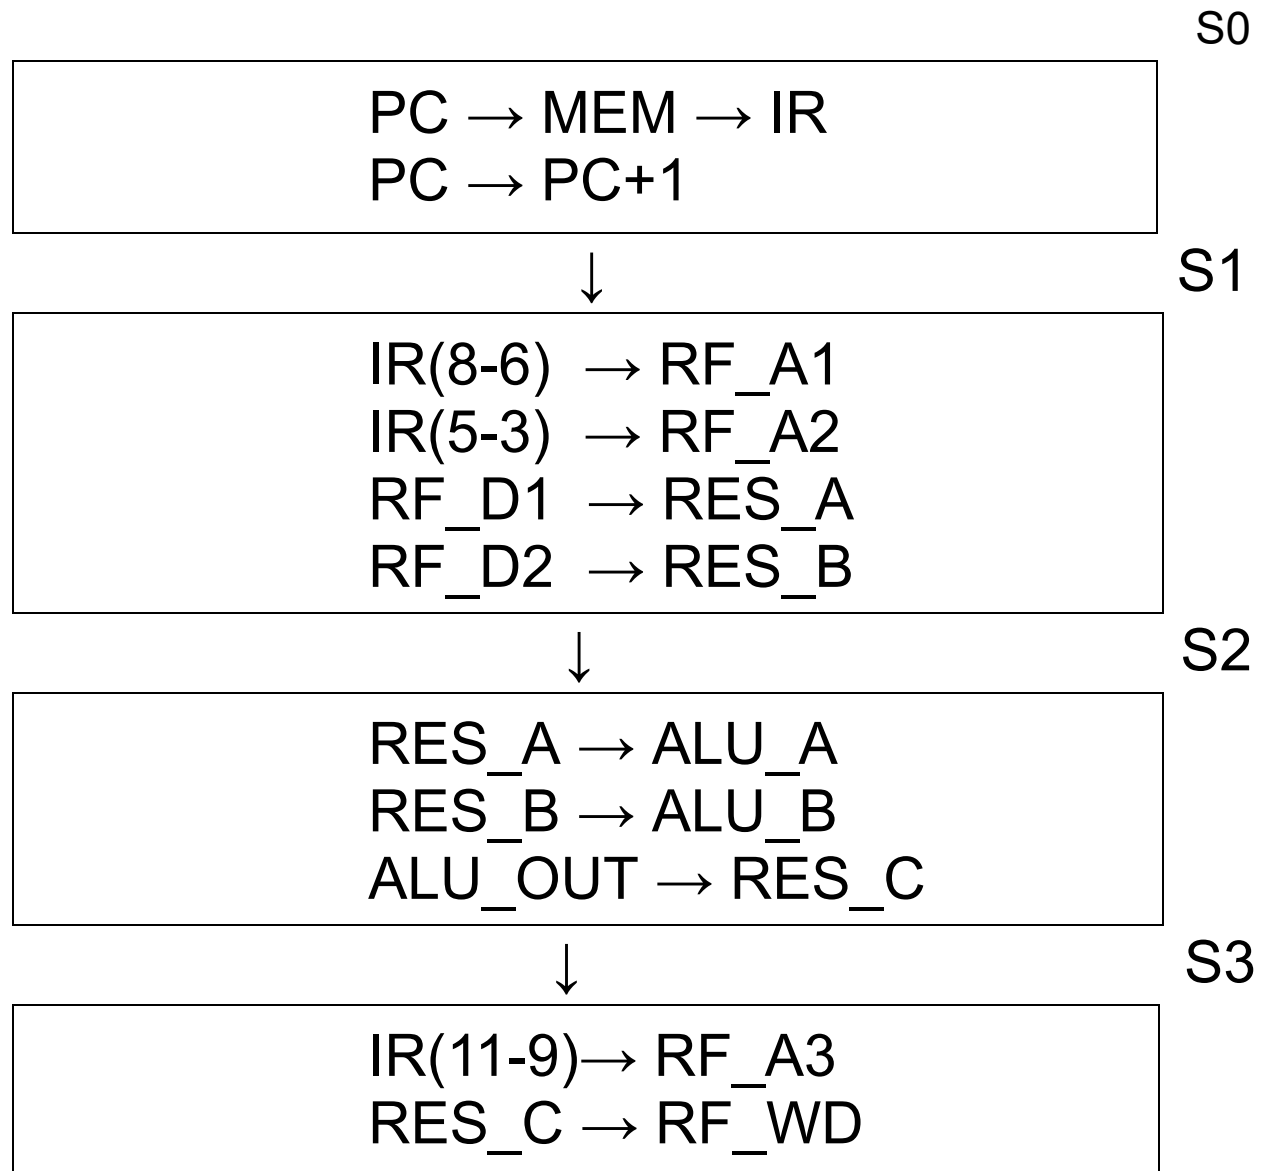 S0
PC → MEM → IR
PC → PC+1
↓
S1
IR(8-6) → RF_A1
IR(5-3) → RF_A2
RF_D1 → RES_A
RF_D2 → RES_B
↓
S2
RES_A → ALU_A
RES_B → ALU_B
ALU_OUT → RES_C
↓
S3
IR(11-9)→ RF_A3
RES_C → RF_WD